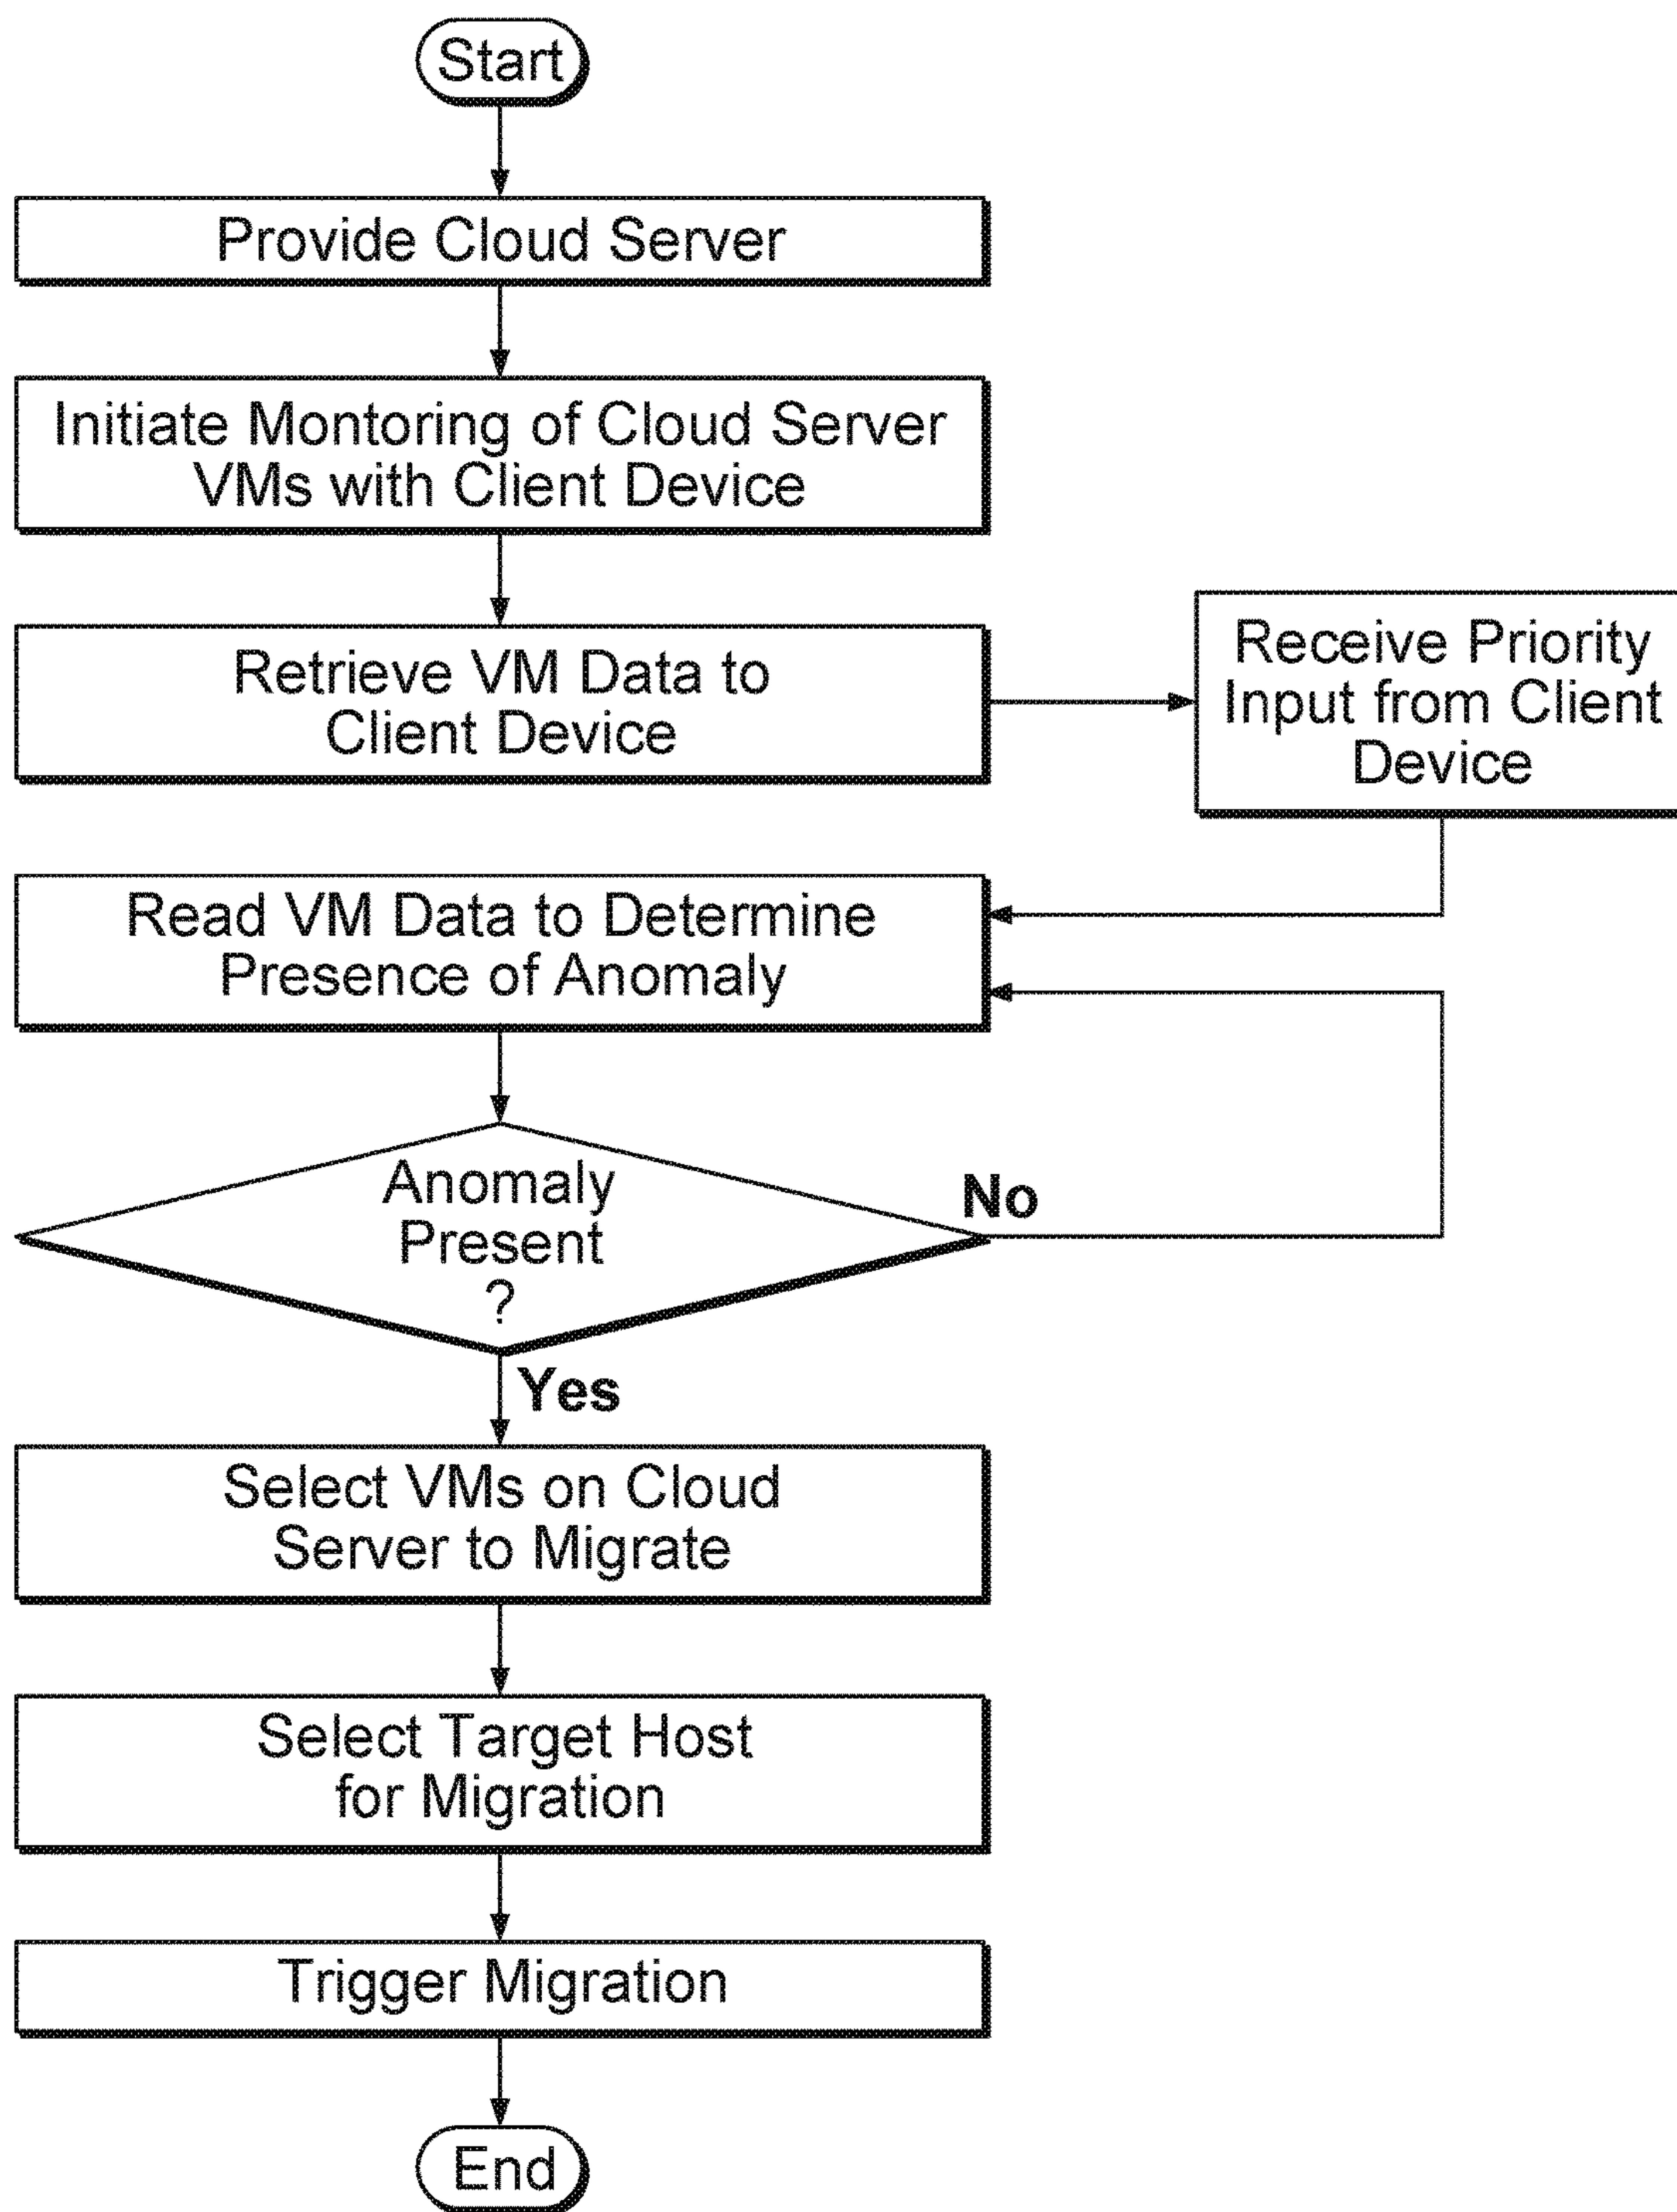 Start
Provide Cloud Server
Initiate Montoring of Cloud Server
VMs with Client Device
Retrieve VM Data to
Client Device
Receive Priority
Input from Client
Device
Read VM Data to Determine
Presence of Anomaly
Anomaly
Present
?
No
Yes
Select VMs on Cloud
Server to Migrate
Select Target Host
for Migration
Trigger Migration
End